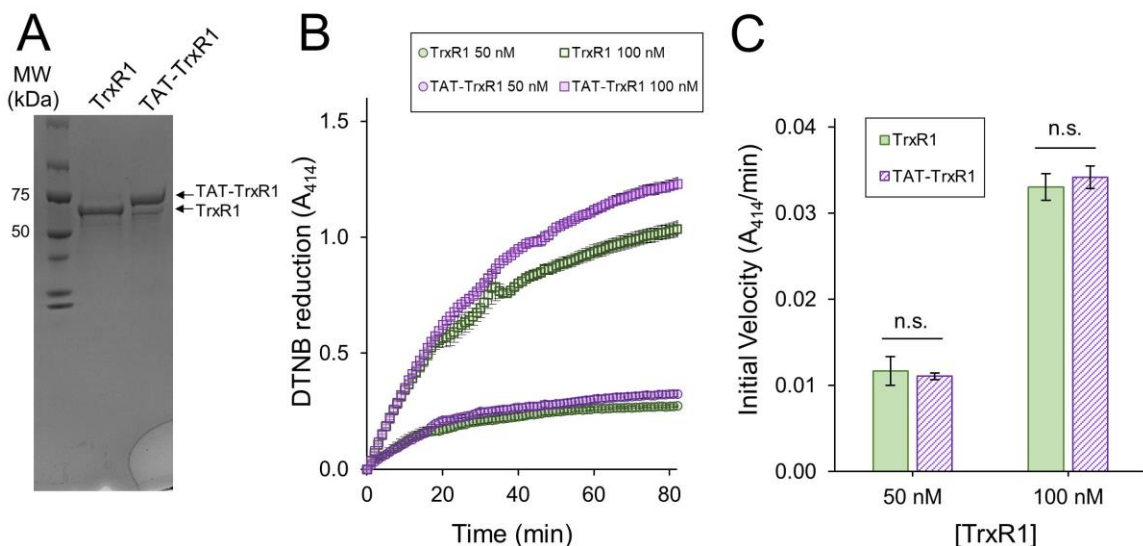 A
MW
(kDa)
TrxR1
TAT-TrxR1
75
50
TAT-TrxR1
TrxR1
B
TrxR1 50 nM
TrxR1 100 nM
TAT-TrxR1 50 nM
TAT-TrxR1 100 nM
DTNB reduction (A414)
1.5
1.0
0.5
0.0
0
20
40
60
80
Time (min)
C
TrxR1
TAT-TrxR1
n.s.
n.s.
Initial Velocity (A414/min)
0.04
0.03
0.02
0.01
0.00
50 nM
100 nM
[TrxR1]